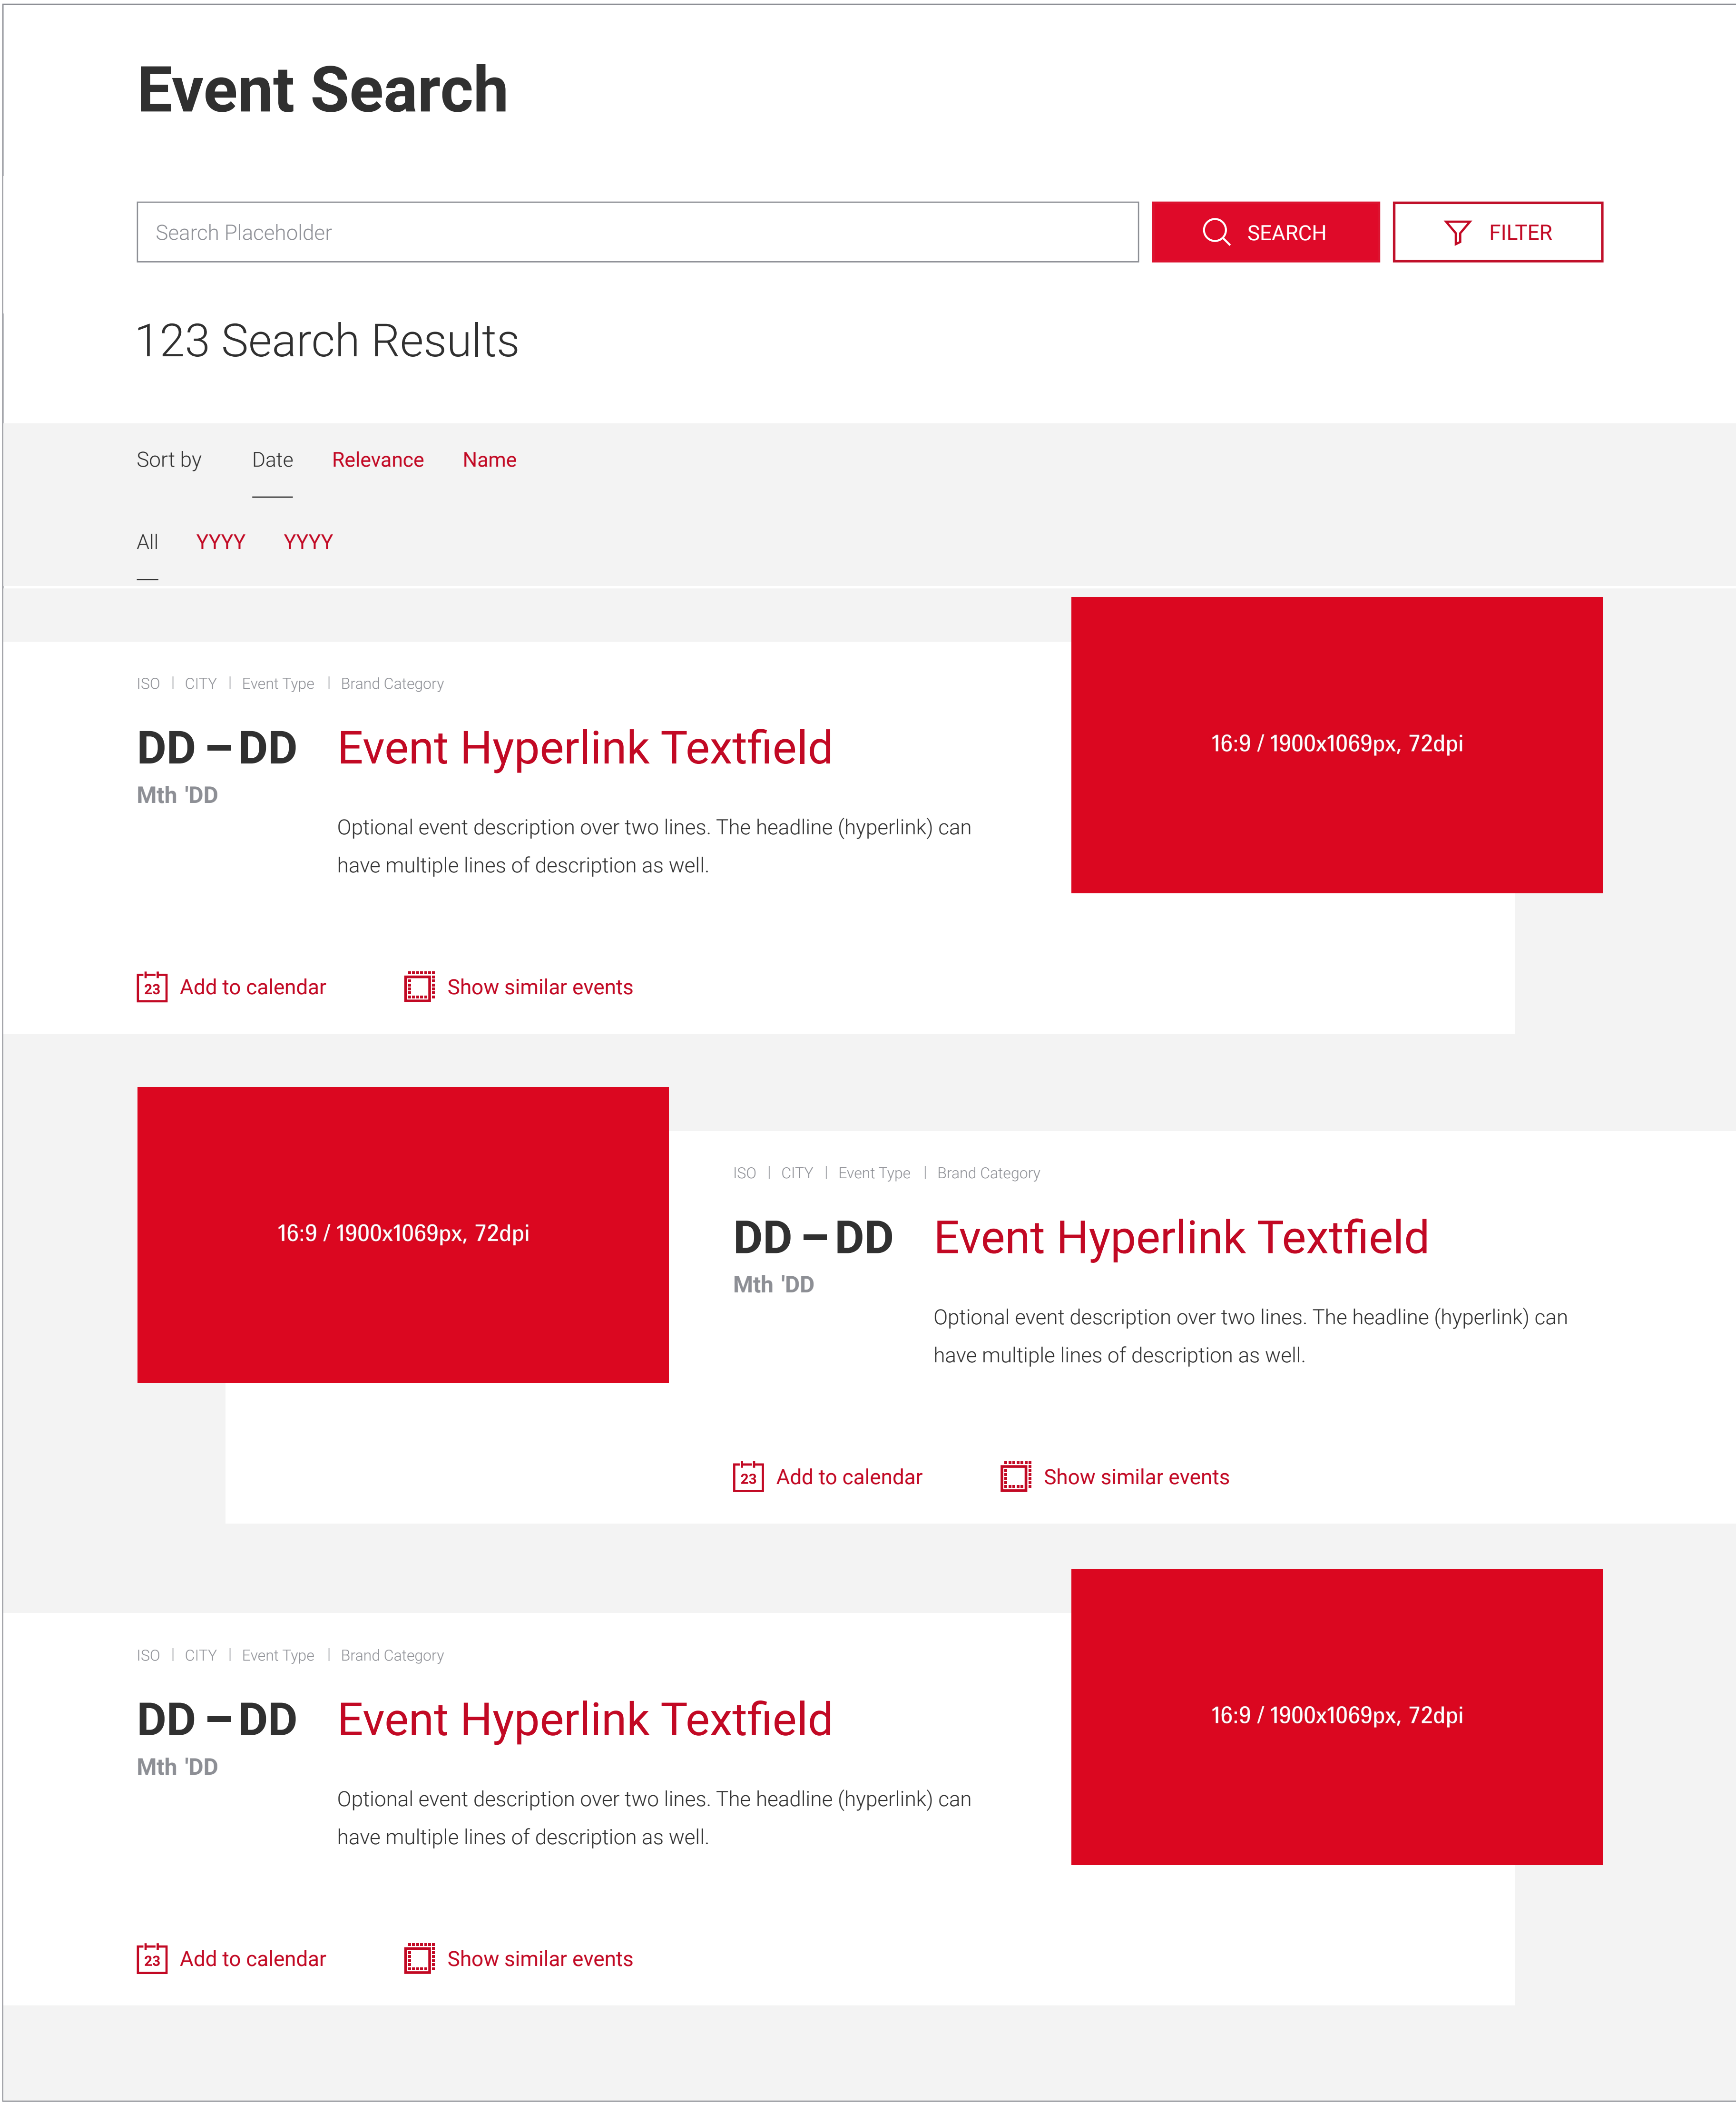 Event Search
Search Placeholder
SEARCH
FILTER
123 Search Results
Sort by Date Relevance Name
All YYYY YYYY
ISO | CITY | Event Type | Brand Category
DD – DD Event Hyperlink Textfield
Mth 'DD
Optional event description over two lines. The headline (hyperlink) can
have multiple lines of description as well.
16:9 / 1900x1069px, 72dpi
23 Add to calendar Show similar events
16:9 / 1900x1069px, 72dpi
ISO | CITY | Event Type | Brand Category
DD – DD Event Hyperlink Textfield
Mth 'DD
Optional event description over two lines. The headline (hyperlink) can
have multiple lines of description as well.
23 Add to calendar Show similar events
ISO | CITY | Event Type | Brand Category
DD – DD Event Hyperlink Textfield
Mth 'DD
Optional event description over two lines. The headline (hyperlink) can
have multiple lines of description as well.
16:9 / 1900x1069px, 72dpi
23 Add to calendar Show similar events